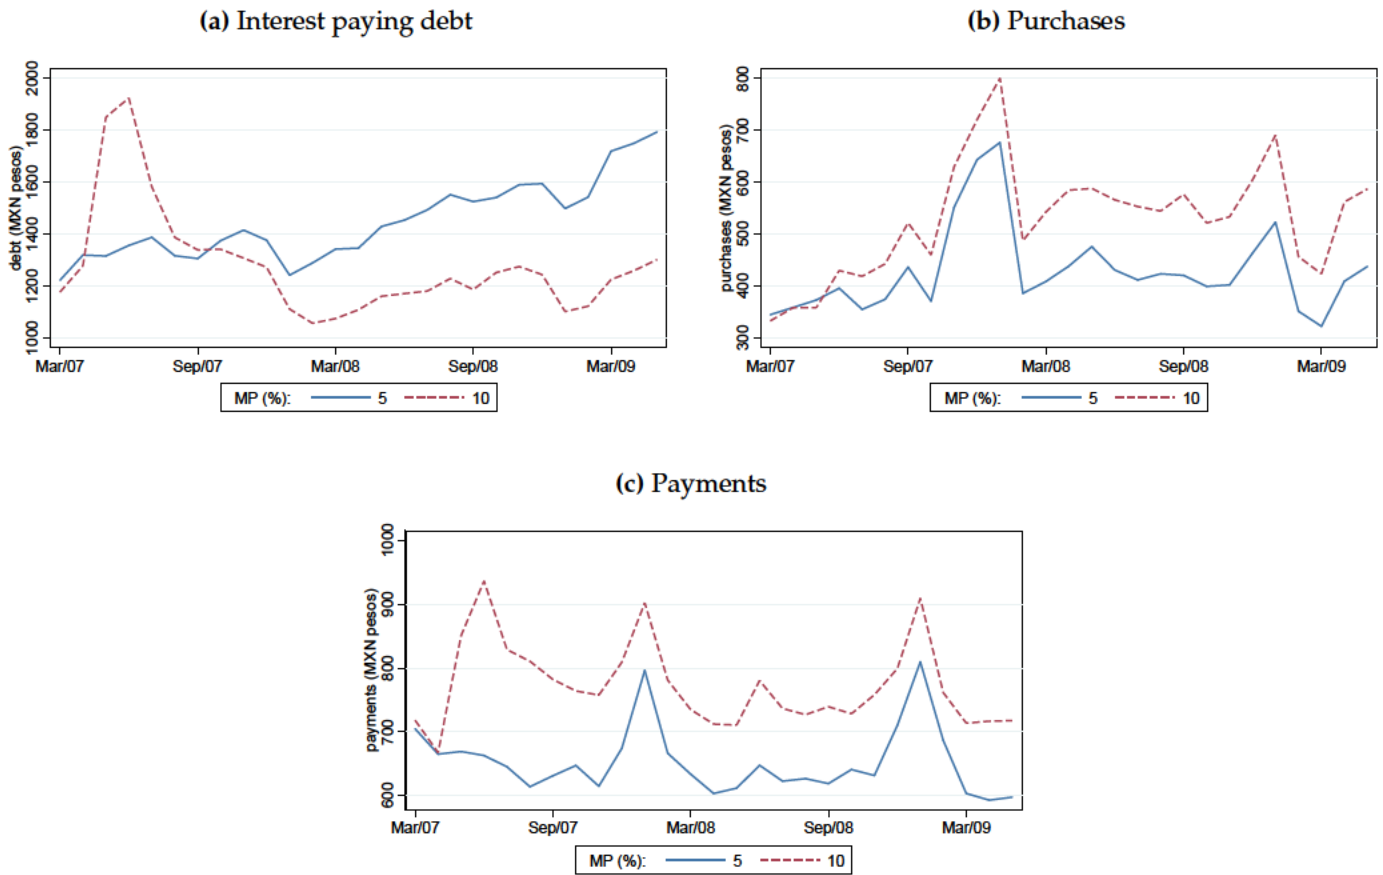 (a) Interest paying debt
debt (MXN pesos)
2000
1800
1600
1400
1200
1000
Mar/07 Sep/07 Mar/08 Sep/08 Mar/09
MP (%): 5 10
(b) Purchases
purchases (MXN pesos)
800
700
600
500
400
300
Mar/07 Sep/07 Mar/08 Sep/08 Mar/09
MP (%): 5 10
(c) Payments
payments (MXN pesos)
1000
900
800
700
600
Mar/07 Sep/07 Mar/08 Sep/08 Mar/09
MP (%): 5 10